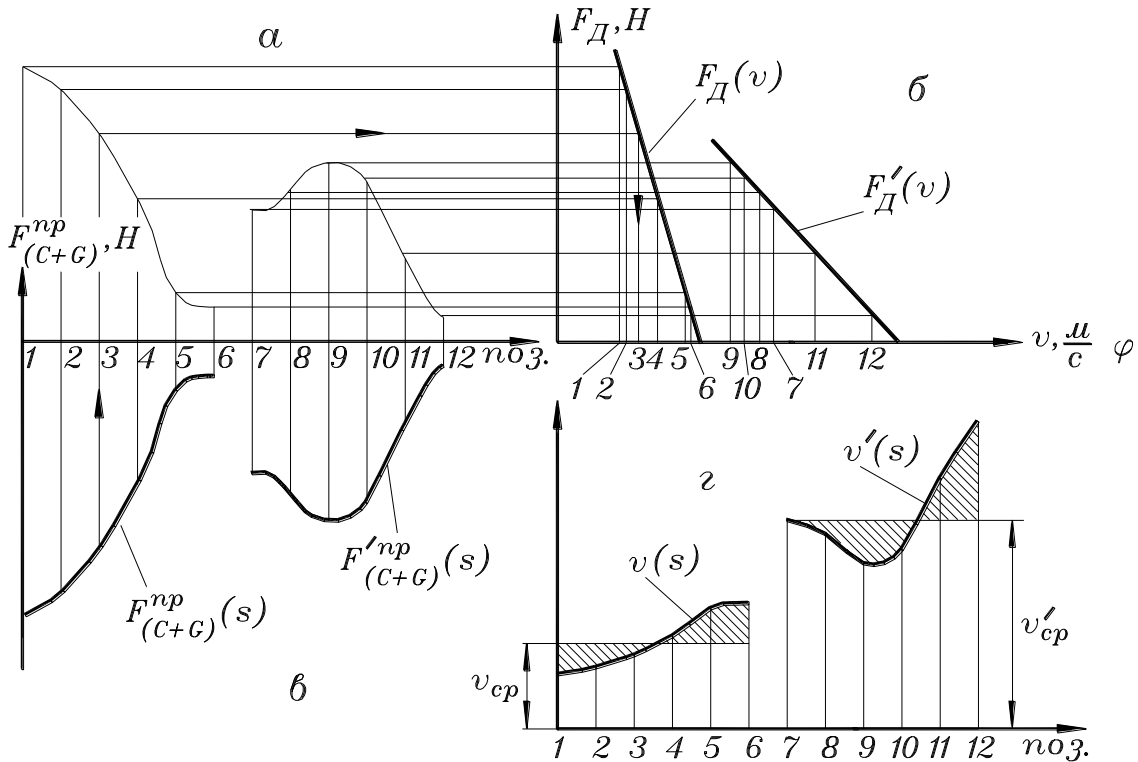 а
F_Д, Н
F_Д(υ)
б
F′_Д(υ)
F^пр_(C+G), Н
1 2 3 4 5 6 7 8 9 10 11 12 поз.
3 4 5 9 8 11 12 υ, м/с φ
1 2 6 10 7
υ′(s)
г
F′^пр_(C+G)(s)
υ(s)
F^пр_(C+G)(s)
υ′_ср
υ_ср
в
1 2 3 4 5 6 7 8 9 10 11 12 поз.